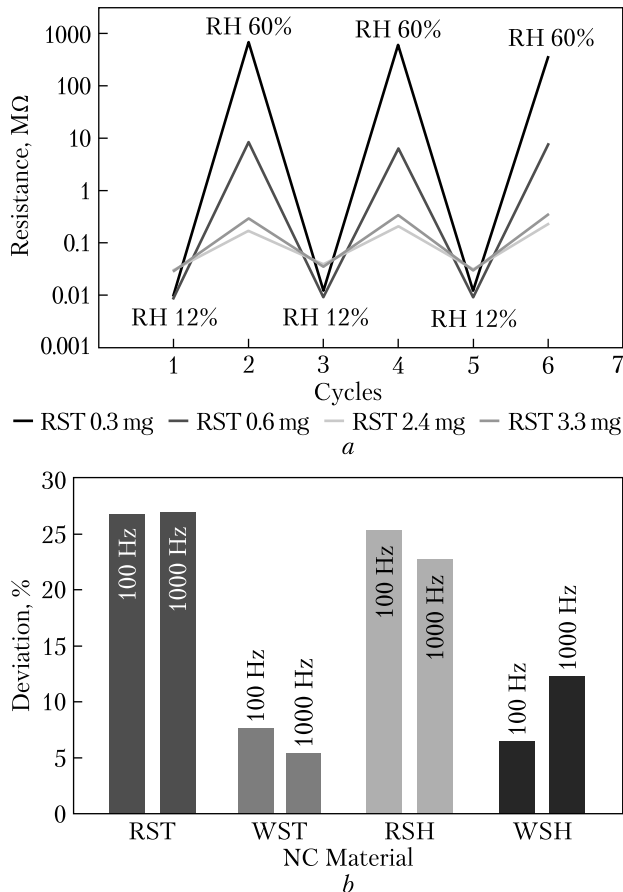 1000
100
10
1
0.1
0.01
0.001
Resistance, MΩ
RH 60%
RH 60%
RH 60%
RH 12%
RH 12%
RH 12%
1 2 3 4 5 6 7
Cycles
RST 0.3 mg RST 0.6 mg RST 2.4 mg RST 3.3 mg
a
30
25
20
15
10
5
0
Deviation, %
100 Hz
1000 Hz
100 Hz
1000 Hz
100 Hz
1000 Hz
100 Hz
1000 Hz
RST WST RSH WSH
NC Material
b